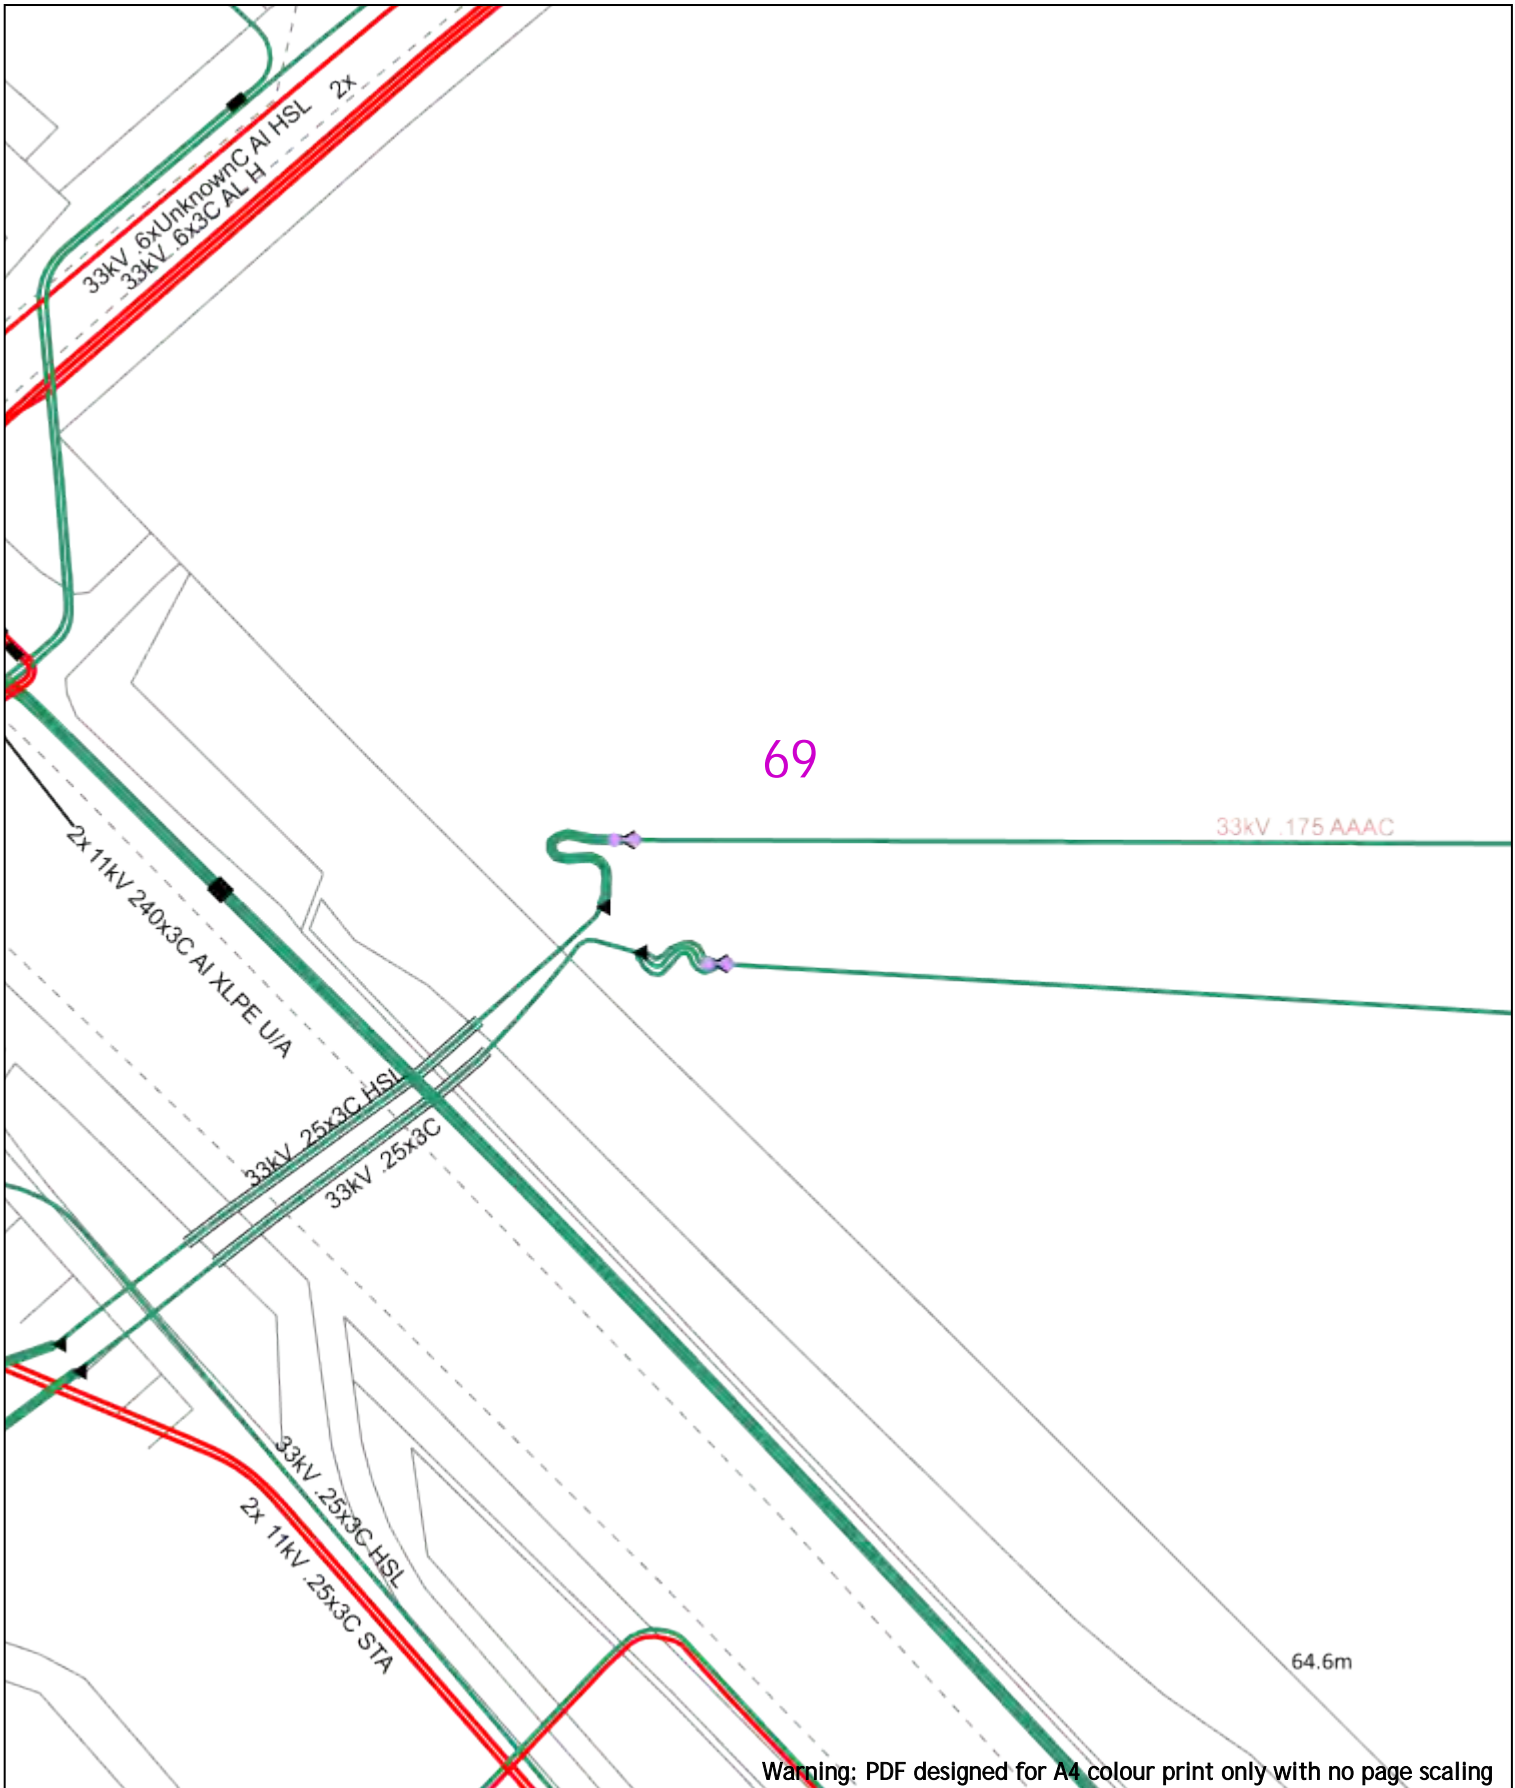 2x
33kV .6xUnknownC Al HSL
33kV .6x3C AL H
69
33kV .175 AAAC
2x 11kV 240x3C Al XLPE U/A
33kV .25x3C HSL
33kV .25x3C
33kV .25x3C HSL
2x 11kV .25x3C STA
64.6m
Warning: PDF designed for A4 colour print only with no page scaling